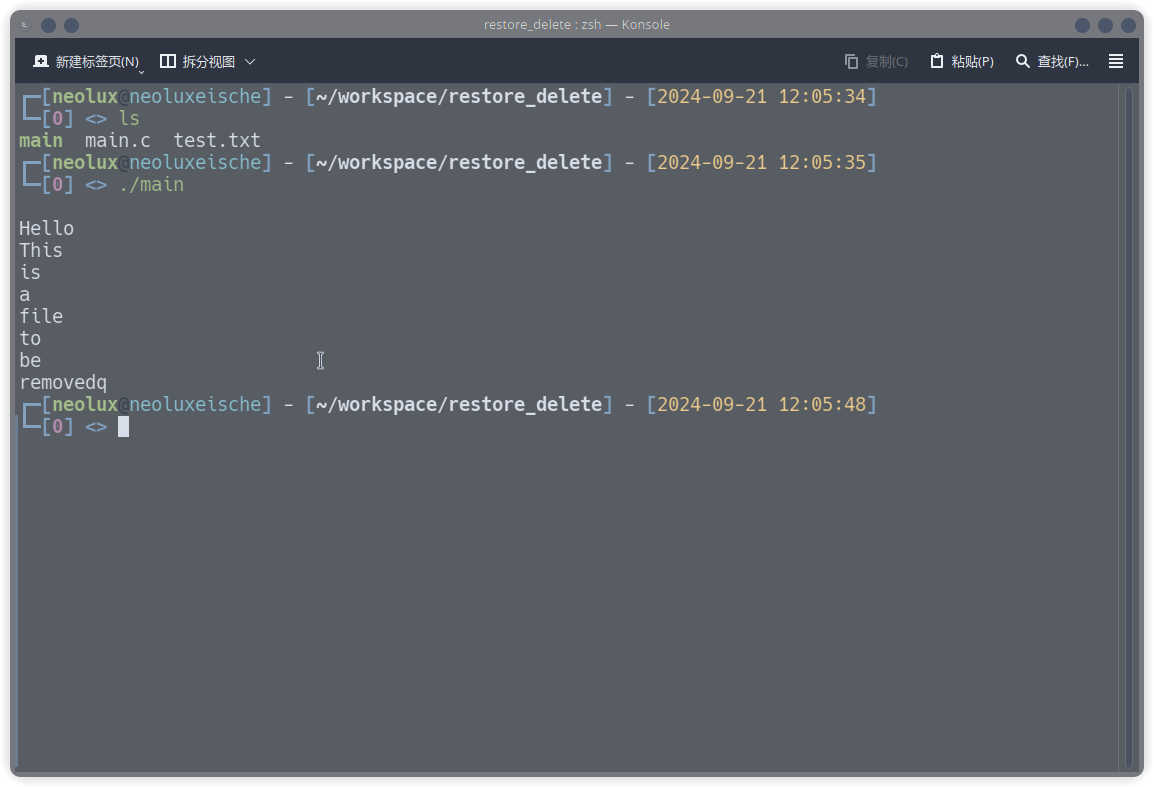 restore_delete : zsh — Konsole
新建标签页(N) 拆分视图 复制(C) 粘贴(P) 查找(F)...
┌─[neolux@neoluxeische] - [~/workspace/restore_delete] - [2024-09-21 12:05:34]
└─[0] <> ls
main  main.c  test.txt
┌─[neolux@neoluxeische] - [~/workspace/restore_delete] - [2024-09-21 12:05:35]
└─[0] <> ./main
Hello
This
is
a
file
to
be
removedq
┌─[neolux@neoluxeische] - [~/workspace/restore_delete] - [2024-09-21 12:05:48]
└─[0] <>